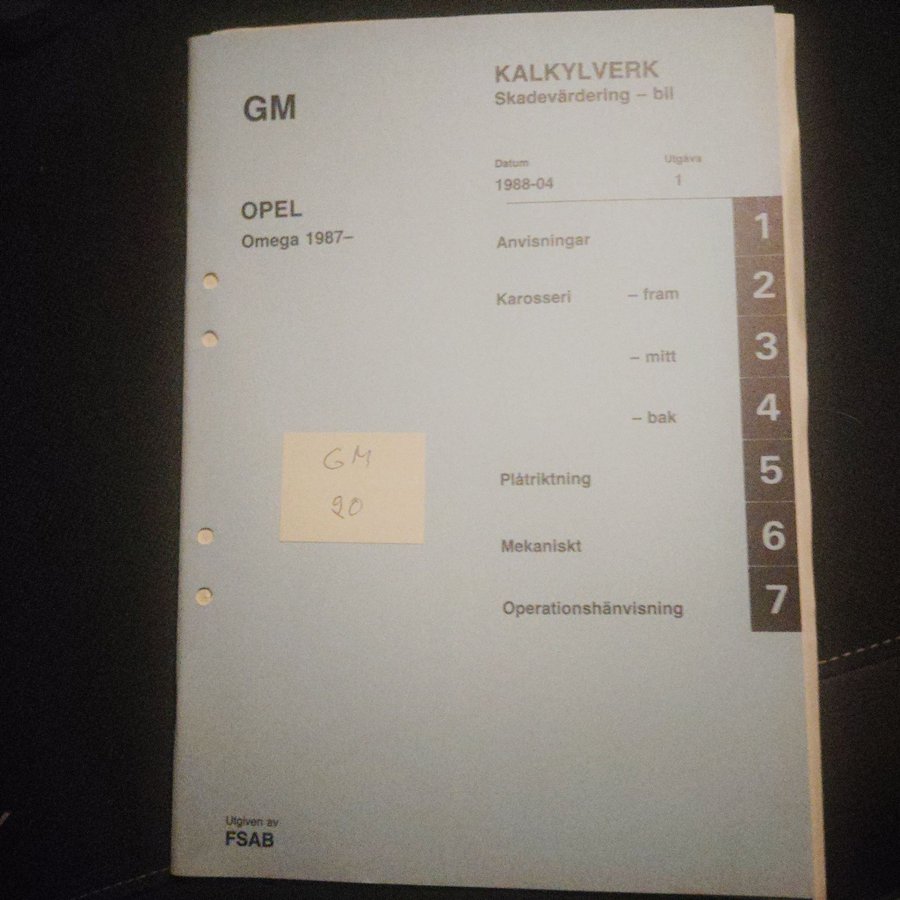 GM
KALKYLVERK
Skadevärdering – bil
Datum
Utgåva
1988-04
1
OPEL
Omega 1987–
Anvisningar
1
Karosseri – fram
2
– mitt
3
– bak
4
Plåtriktning
5
Mekaniskt
6
Operationshänvisning
7
GM
20
Utgiven av
FSAB